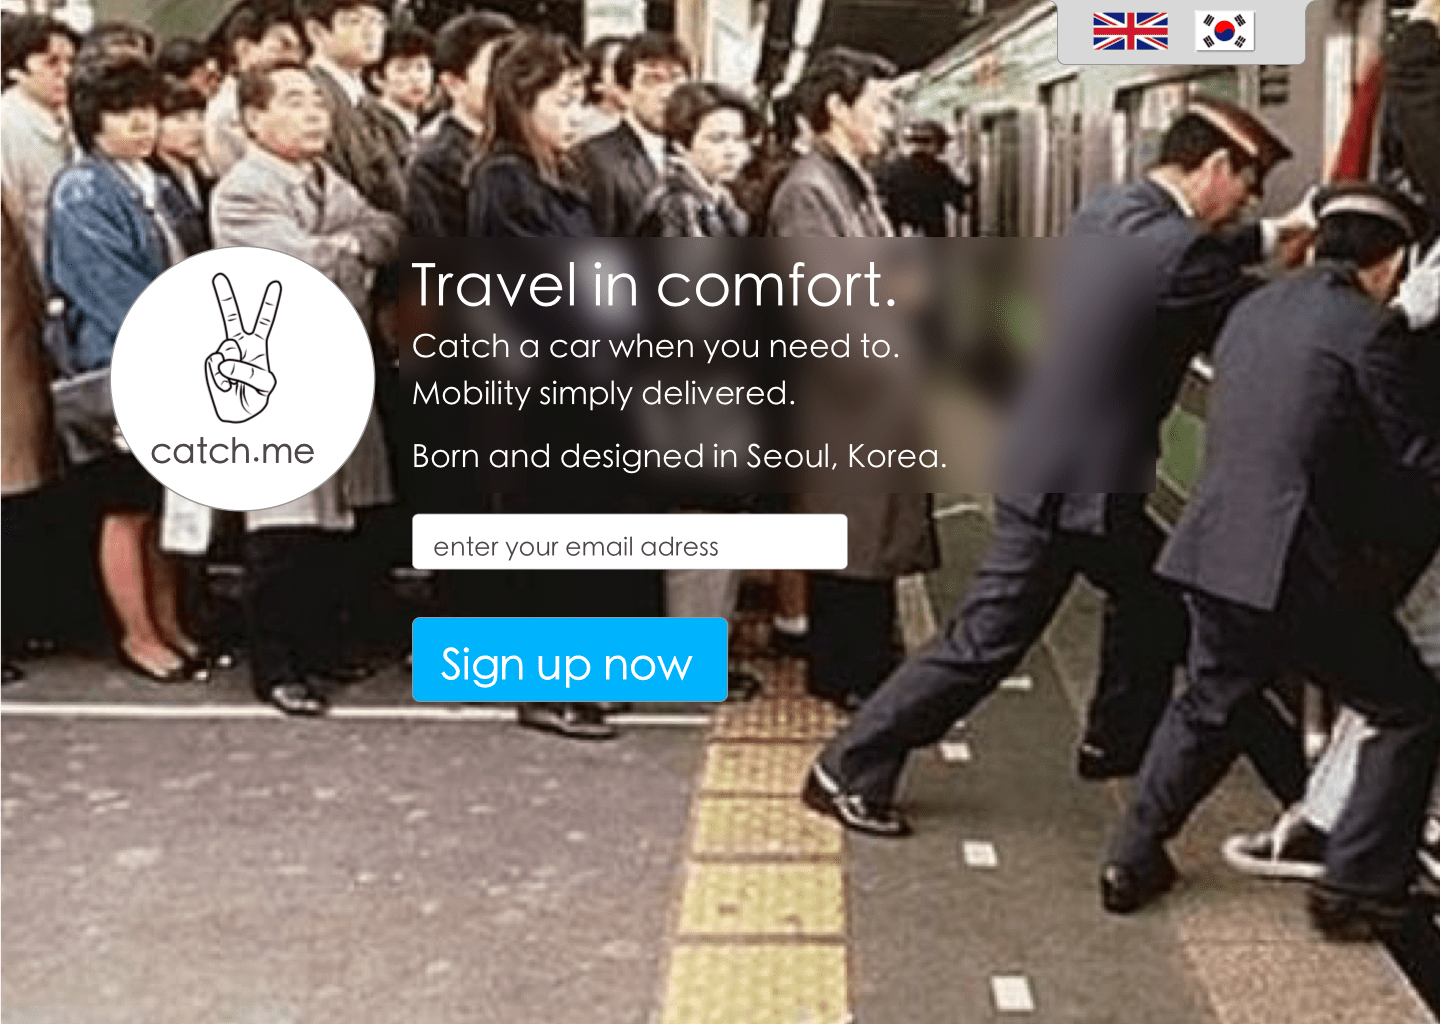 Travel in comfort.
Catch a car when you need to.
Mobility simply delivered.
Born and designed in Seoul, Korea.
catch.me
enter your email adress
Sign up now